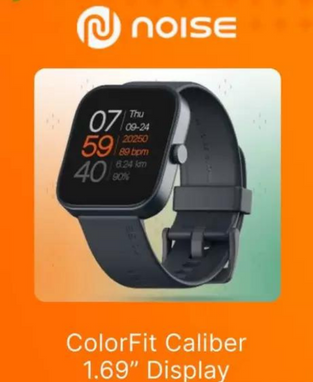 NOISE
07 Thu
09-24
59 20250
89 bpm
40 6.24 km
90%
ColorFit Caliber
1.69” Display